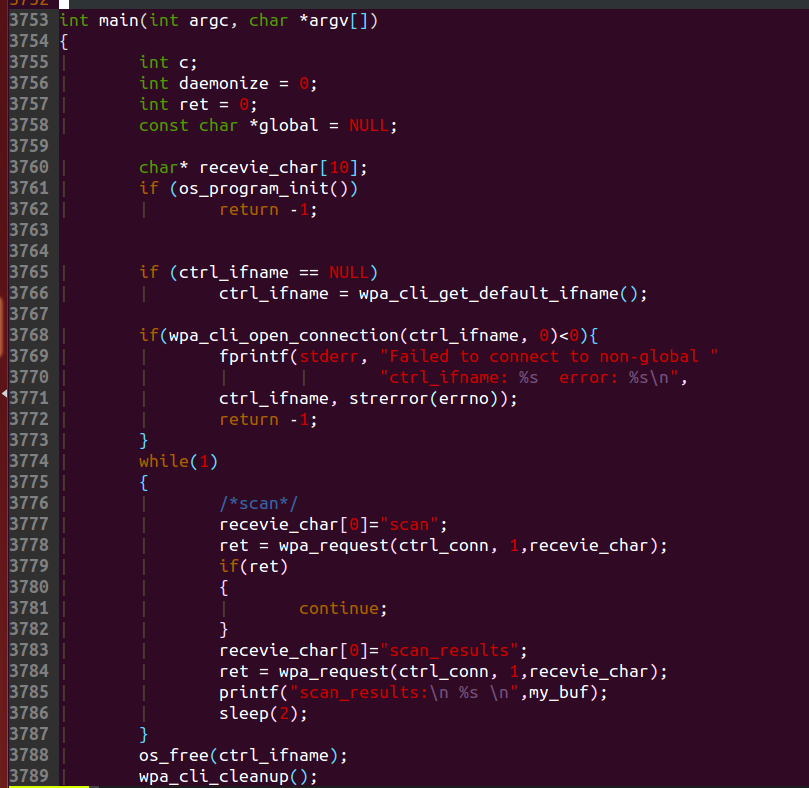 3752
3753 int main(int argc, char *argv[])
3754 {
3755 int c;
3756 int daemonize = 0;
3757 int ret = 0;
3758 const char *global = NULL;
3759
3760 char* recevie_char[10];
3761 if (os_program_init())
3762 return -1;
3763
3764
3765 if (ctrl_ifname == NULL)
3766 ctrl_ifname = wpa_cli_get_default_ifname();
3767
3768 if(wpa_cli_open_connection(ctrl_ifname, 0)<0){
3769 fprintf(stderr, "Failed to connect to non-global "
3770 "ctrl_ifname: %s  error: %s\n",
3771 ctrl_ifname, strerror(errno));
3772 return -1;
3773 }
3774 while(1)
3775 {
3776 /*scan*/
3777 recevie_char[0]="scan";
3778 ret = wpa_request(ctrl_conn, 1,recevie_char);
3779 if(ret)
3780 {
3781 continue;
3782 }
3783 recevie_char[0]="scan_results";
3784 ret = wpa_request(ctrl_conn, 1,recevie_char);
3785 printf("scan_results:\n %s \n",my_buf);
3786 sleep(2);
3787 }
3788 os_free(ctrl_ifname);
3789 wpa_cli_cleanup();